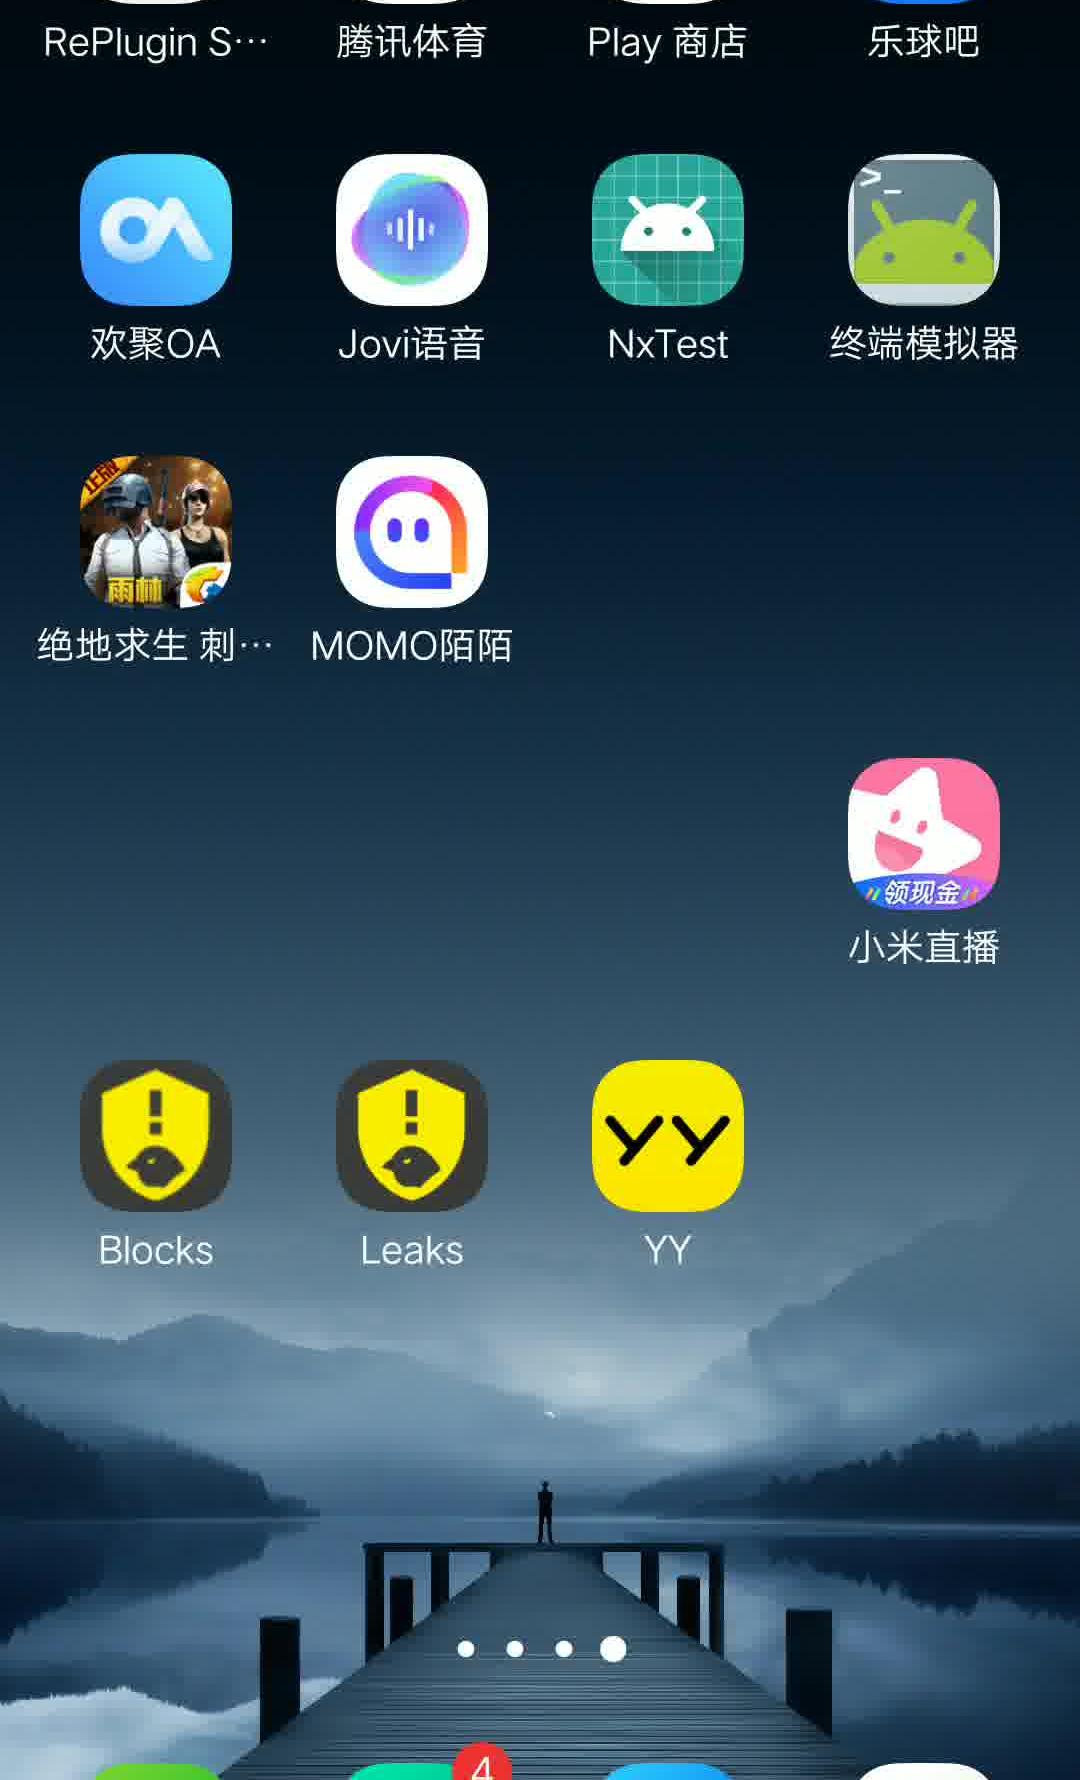 RePlugin S⋯
腾讯体育
Play 商店
乐球吧
欢聚OA
Jovi语音
NxTest
>_
终端模拟器
正版
雨林
绝地求生 刺⋯
MOMO陌陌
领现金
小米直播
Blocks
Leaks
YY
YY
4